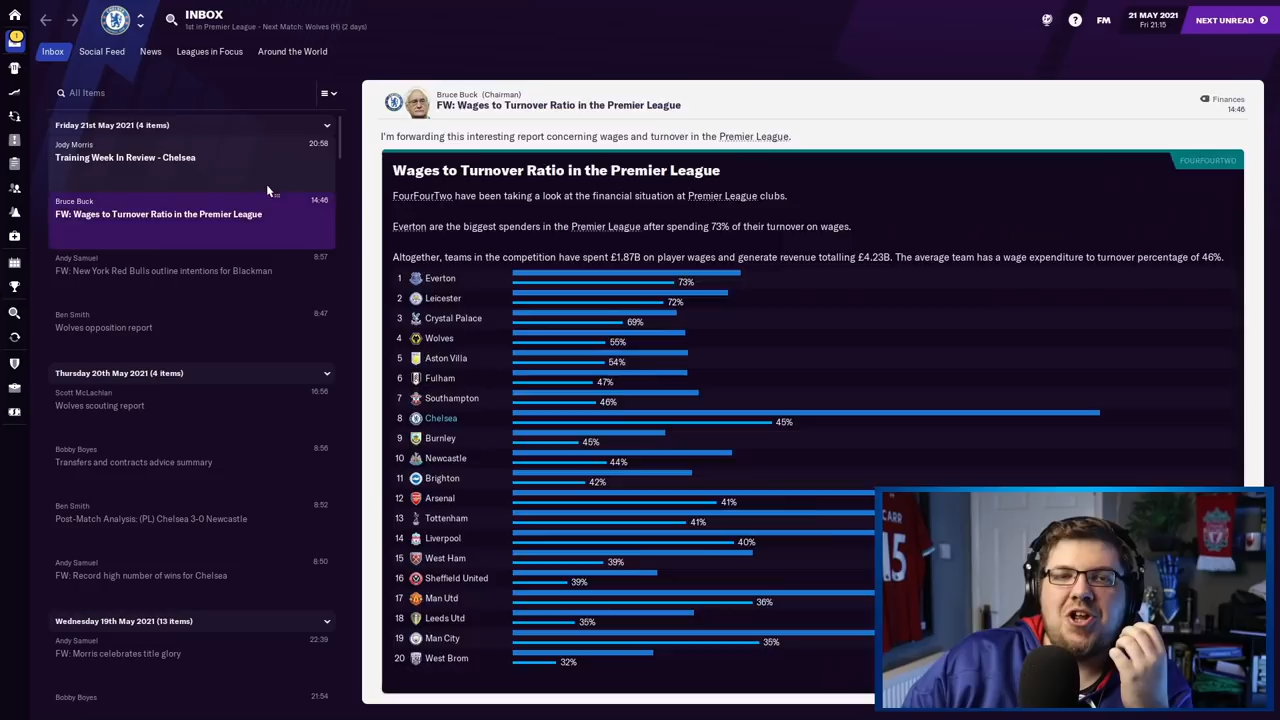 INBOX
1st in Premier League - Next Match: Wolves (H) (2 days)
FM
21 MAY 2021
Fri 21:15
NEXT UNREAD
Inbox
Social Feed
News
Leagues in Focus
Around the World
All Items
Friday 21st May 2021 (4 items)
Jody Morris
20:58
Training Week In Review - Chelsea
Bruce Buck
14:46
FW: Wages to Turnover Ratio in the Premier League
Andy Samuel
8:57
FW: New York Red Bulls outline intentions for Blackman
Ben Smith
8:47
Wolves opposition report
Thursday 20th May 2021 (4 items)
Scott McLachlan
16:56
Wolves scouting report
Bobby Boyes
8:56
Transfers and contracts advice summary
Ben Smith
8:52
Post-Match Analysis: (PL) Chelsea 3-0 Newcastle
Andy Samuel
8:50
FW: Record high number of wins for Chelsea
Wednesday 19th May 2021 (13 items)
Andy Samuel
22:39
FW: Morris celebrates title glory
Bobby Boyes
21:54
Bruce Buck (Chairman)
FW: Wages to Turnover Ratio in the Premier League
Finances
14:46
I'm forwarding this interesting report concerning wages and turnover in the Premier League.
FOURFOURTWO
Wages to Turnover Ratio in the Premier League
FourFourTwo have been taking a look at the financial situation at Premier League clubs.
Everton are the biggest spenders in the Premier League after spending 73% of their turnover on wages.
Altogether, teams in the competition have spent £1.87B on player wages and generate revenue totalling £4.23B. The average team has a wage expenditure to turnover percentage of 46%.
1 Everton 73%
2 Leicester 72%
3 Crystal Palace 69%
4 Wolves 55%
5 Aston Villa 54%
6 Fulham 47%
7 Southampton 46%
8 Chelsea 45%
9 Burnley 45%
10 Newcastle 44%
11 Brighton 42%
12 Arsenal 41%
13 Tottenham 41%
14 Liverpool 40%
15 West Ham 39%
16 Sheffield United 39%
17 Man Utd 36%
18 Leeds Utd 35%
19 Man City 35%
20 West Brom 32%
CARR
15